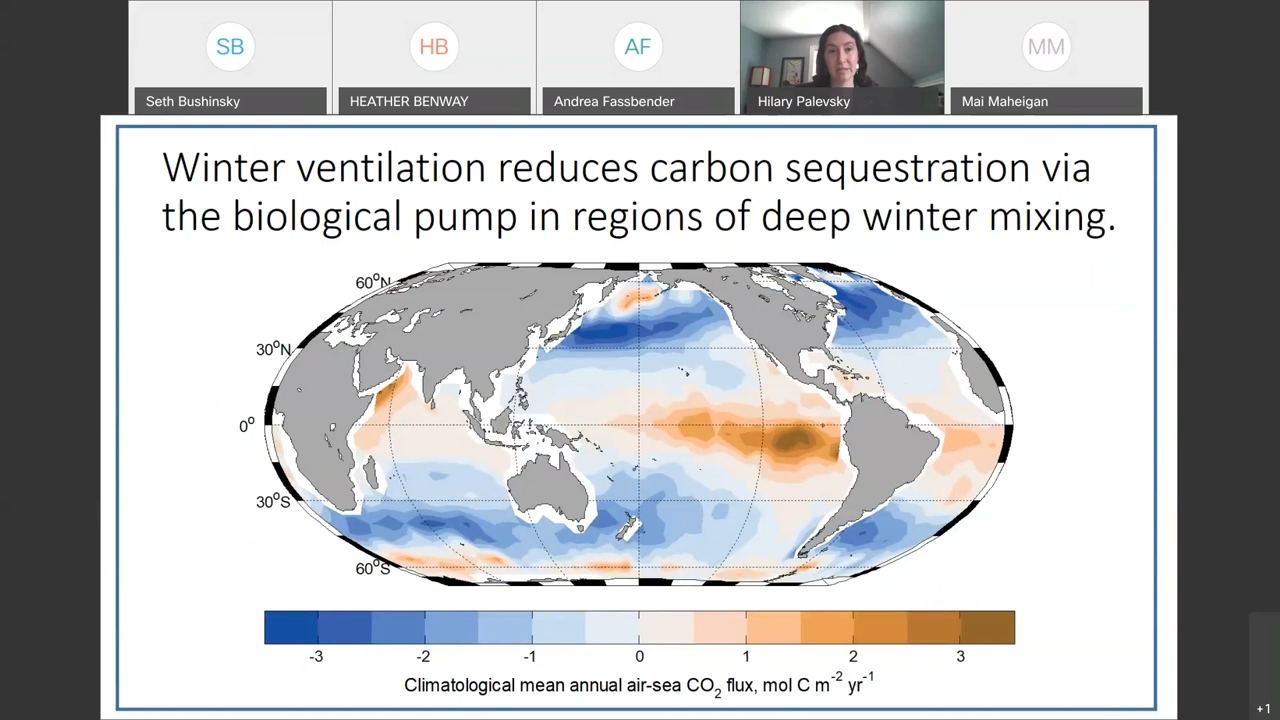 SB
HB
AF
MM
Seth Bushinsky
HEATHER BENWAY
Andrea Fassbender
Hilary Palevsky
Mai Maheigan
Winter ventilation reduces carbon sequestration via
the biological pump in regions of deep winter mixing.
60°N
30°N
0°
30°S
60°S
-3 -2 -1 0 1 2 3
Climatological mean annual air-sea CO₂ flux, mol C m⁻² yr⁻¹
+1